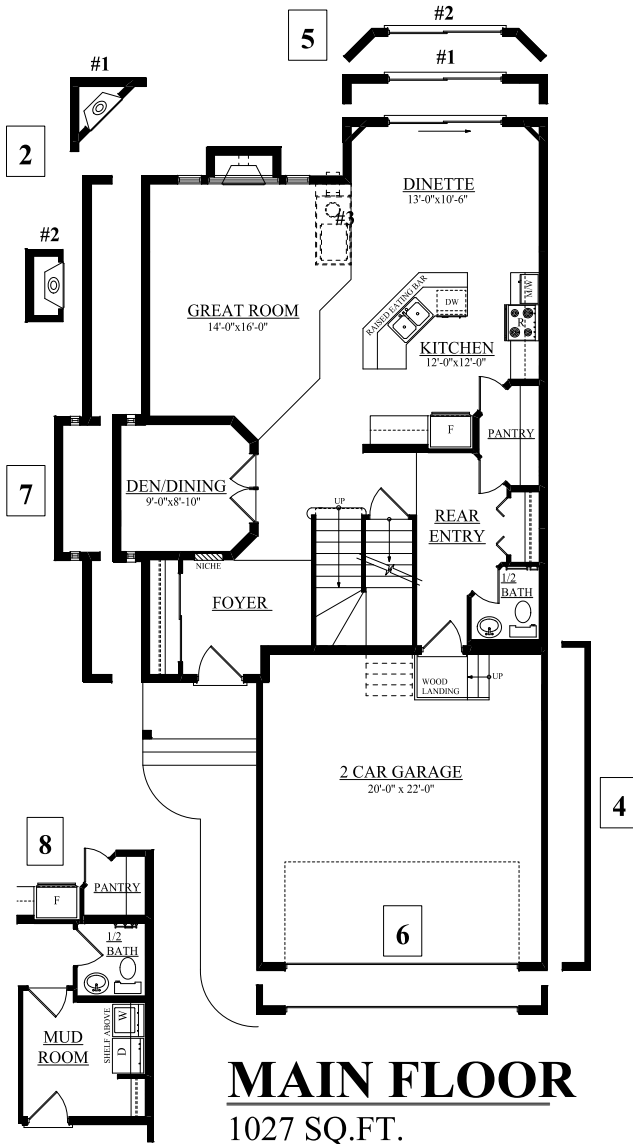 #2
5
#1
#1
2
DINETTE
13'-0"x10'-6"
#3
#2
GREAT ROOM
14'-0"x16'-0"
RAISED EATING BAR
DW
M/W
R
KITCHEN
12'-0"x12'-0"
F
PANTRY
7
DEN/DINING
9'-0"x8'-10"
UP
REAR
ENTRY
NICHE
1/2
BATH
FOYER
WOOD
LANDING
UP
2 CAR GARAGE
20'-0" x 22'-0"
4
8
PANTRY
F
6
1/2
BATH
MUD
ROOM
SHELF ABOVE
W
D
MAIN FLOOR
1027 SQ.FT.